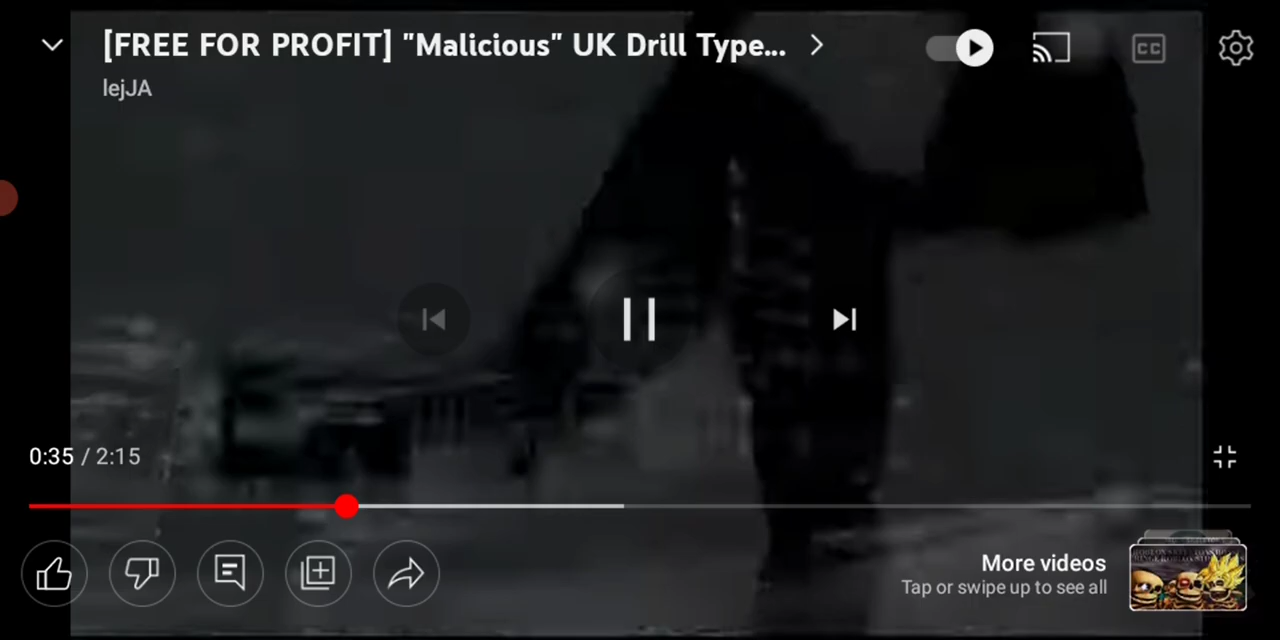 [FREE FOR PROFIT] "Malicious" UK Drill Type...
lejJA
CC
0:35 / 2:15
More videos
Tap or swipe up to see all